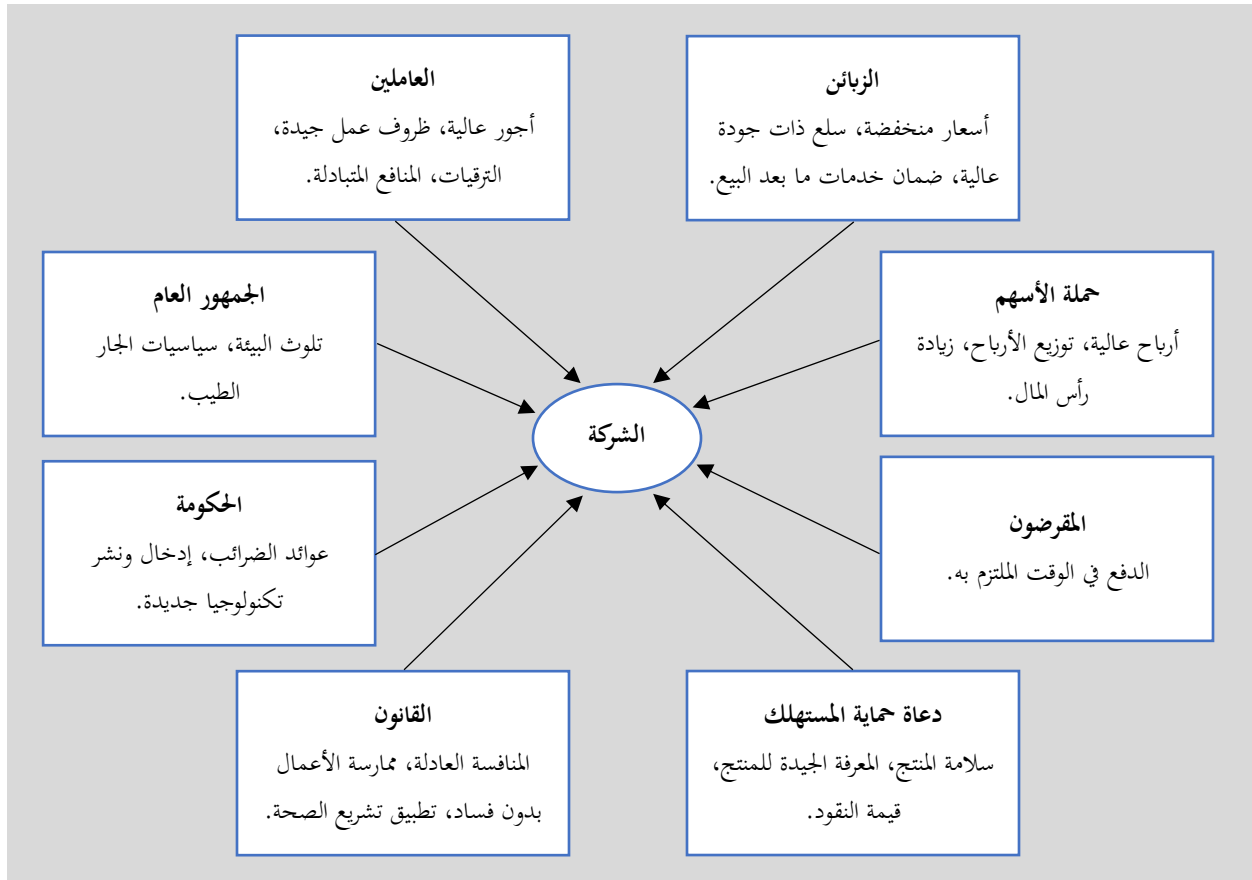 الزبائن
أسعار منخفضة، سلع ذات جودة
عالية، ضمان خدمات ما بعد البيع.
العاملين
أجور عالية، ظروف عمل جيدة،
الترقيات، المنافع المتبادلة.
حملة الأسهم
أرباح عالية، توزيع الأرباح، زيادة
رأس المال.
الجمهور العام
تلوث البيئة، سياسيات الجار
الطيب.
الشركة
المقرضون
الدفع في الوقت الملتزم به.
الحكومة
عوائد الضرائب، إدخال ونشر
تكنولوجيا جديدة.
دعاة حماية المستهلك
سلامة المنتج، المعرفة الجيدة للمنتج،
قيمة النقود.
القانون
المنافسة العادلة، ممارسة الأعمال
بدون فساد، تطبيق تشريع الصحة.